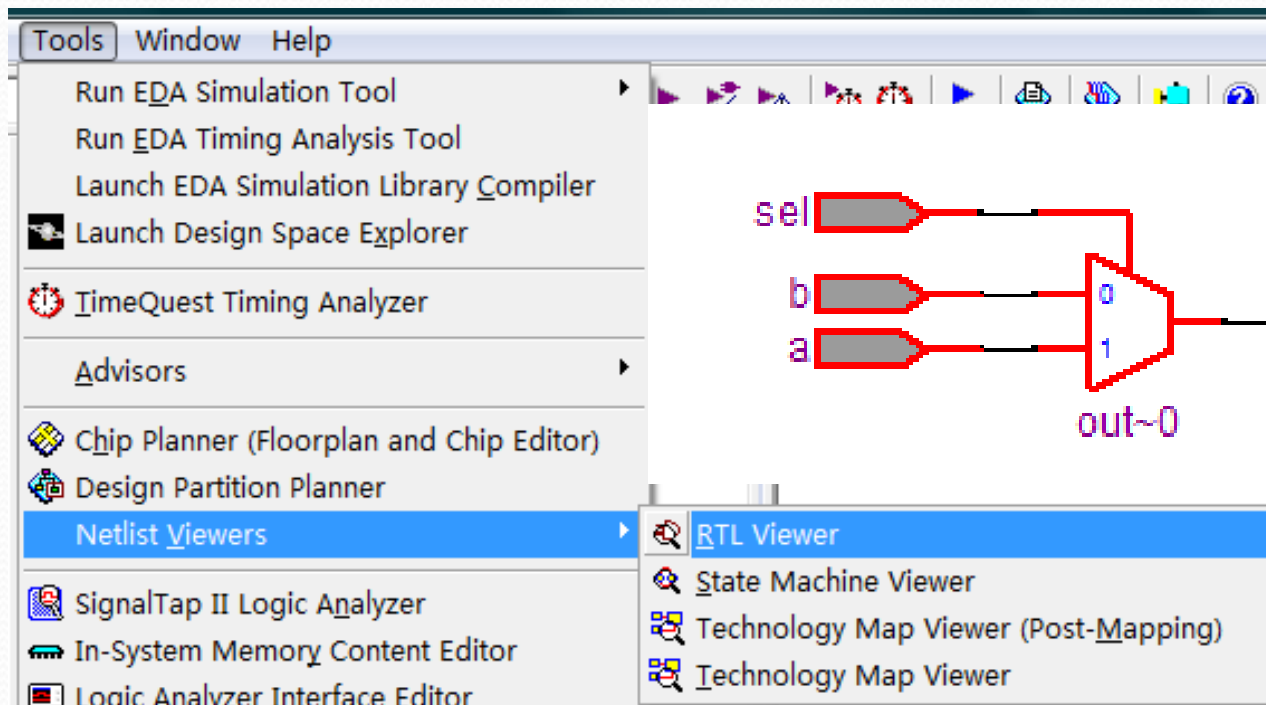 Tools Window Help
Run EDA Simulation Tool
Run EDA Timing Analysis Tool
Launch EDA Simulation Library Compiler
Launch Design Space Explorer
TimeQuest Timing Analyzer
Advisors
Chip Planner (Floorplan and Chip Editor)
Design Partition Planner
Netlist Viewers
SignalTap II Logic Analyzer
In-System Memory Content Editor
Logic Analyzer Interface Editor
RTL Viewer
State Machine Viewer
Technology Map Viewer (Post-Mapping)
Technology Map Viewer
sel
b
0
a
1
out~0